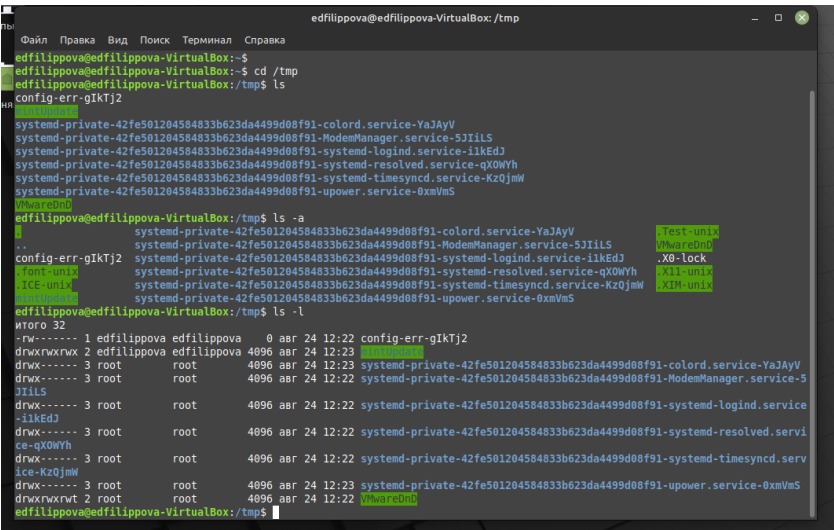 edfilippova@edfilippova-VirtualBox: /tmp
Файл Правка Вид Поиск Терминал Справка
edfilippova@edfilippova-VirtualBox:~$
edfilippova@edfilippova-VirtualBox:~$ cd /tmp
edfilippova@edfilippova-VirtualBox:/tmp$ ls
config-err-gIkTj2
mintUpdate
systemd-private-42fe501204584833b623da4499d08f91-colord.service-YaJAyV
systemd-private-42fe501204584833b623da4499d08f91-ModemManager.service-5JIiLS
systemd-private-42fe501204584833b623da4499d08f91-systemd-logind.service-i1kEdJ
systemd-private-42fe501204584833b623da4499d08f91-systemd-resolved.service-qXOWYh
systemd-private-42fe501204584833b623da4499d08f91-systemd-timesyncd.service-KzQjmW
systemd-private-42fe501204584833b623da4499d08f91-upower.service-0xmVmS
VMwareDnD
edfilippova@edfilippova-VirtualBox:/tmp$ ls -a
. systemd-private-42fe501204584833b623da4499d08f91-colord.service-YaJAyV .Test-unix
.. systemd-private-42fe501204584833b623da4499d08f91-ModemManager.service-5JIiLS VMwareDnD
config-err-gIkTj2 systemd-private-42fe501204584833b623da4499d08f91-systemd-logind.service-i1kEdJ .X0-lock
.font-unix systemd-private-42fe501204584833b623da4499d08f91-systemd-resolved.service-qXOWYh .X11-unix
.ICE-unix systemd-private-42fe501204584833b623da4499d08f91-systemd-timesyncd.service-KzQjmW .XIM-unix
mintUpdate systemd-private-42fe501204584833b623da4499d08f91-upower.service-0xmVmS
edfilippova@edfilippova-VirtualBox:/tmp$ ls -l
итого 32
-rw------- 1 edfilippova edfilippova 0 авг 24 12:22 config-err-gIkTj2
drwxrwxrwx 2 edfilippova edfilippova 4096 авг 24 12:23 mintUpdate
drwx------ 3 root root 4096 авг 24 12:23 systemd-private-42fe501204584833b623da4499d08f91-colord.service-YaJAyV
drwx------ 3 root root 4096 авг 24 12:22 systemd-private-42fe501204584833b623da4499d08f91-ModemManager.service-5
JIiLS
drwx------ 3 root root 4096 авг 24 12:22 systemd-private-42fe501204584833b623da4499d08f91-systemd-logind.service
-i1kEdJ
drwx------ 3 root root 4096 авг 24 12:22 systemd-private-42fe501204584833b623da4499d08f91-systemd-resolved.servi
ce-qXOWYh
drwx------ 3 root root 4096 авг 24 12:22 systemd-private-42fe501204584833b623da4499d08f91-systemd-timesyncd.serv
ice-KzQjmW
drwx------ 3 root root 4096 авг 24 12:23 systemd-private-42fe501204584833b623da4499d08f91-upower.service-0xmVmS
drwxrwxrwt 2 root root 4096 авг 24 12:22 VMwareDnD
edfilippova@edfilippova-VirtualBox:/tmp$